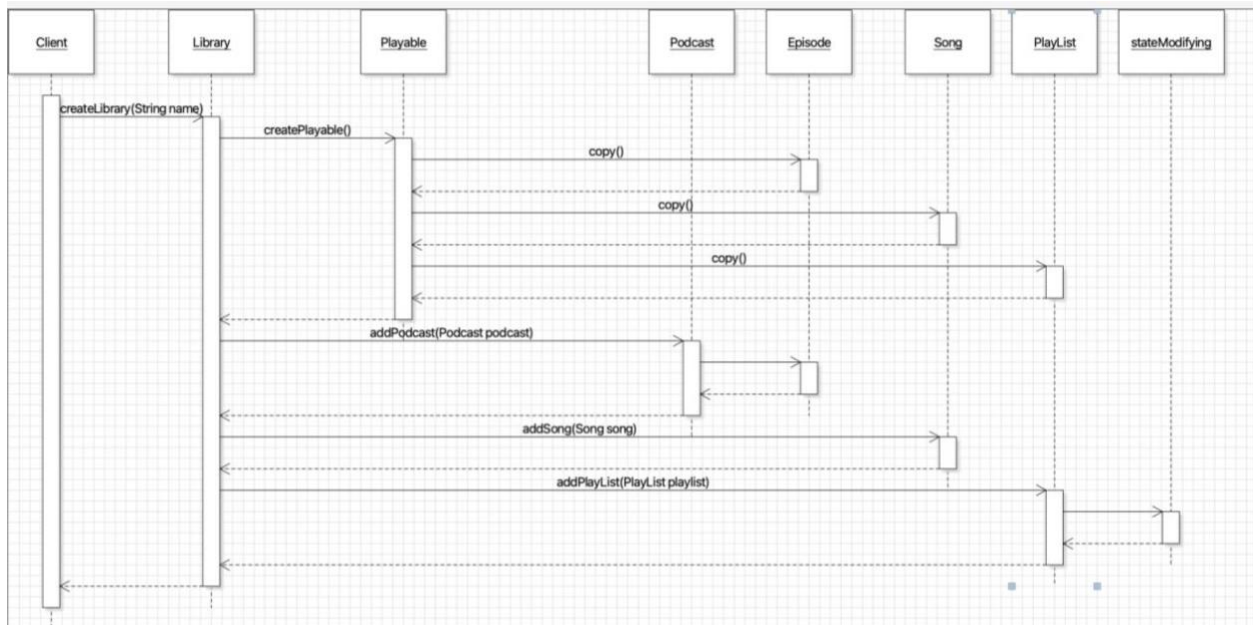 Client
Library
Playable
Podcast
Episode
Song
PlayList
stateModifying
createLibrary(String name)
createPlayable()
copy()
copy()
copy()
addPodcast(Podcast podcast)
addSong(Song song)
addPlayList(PlayList playlist)